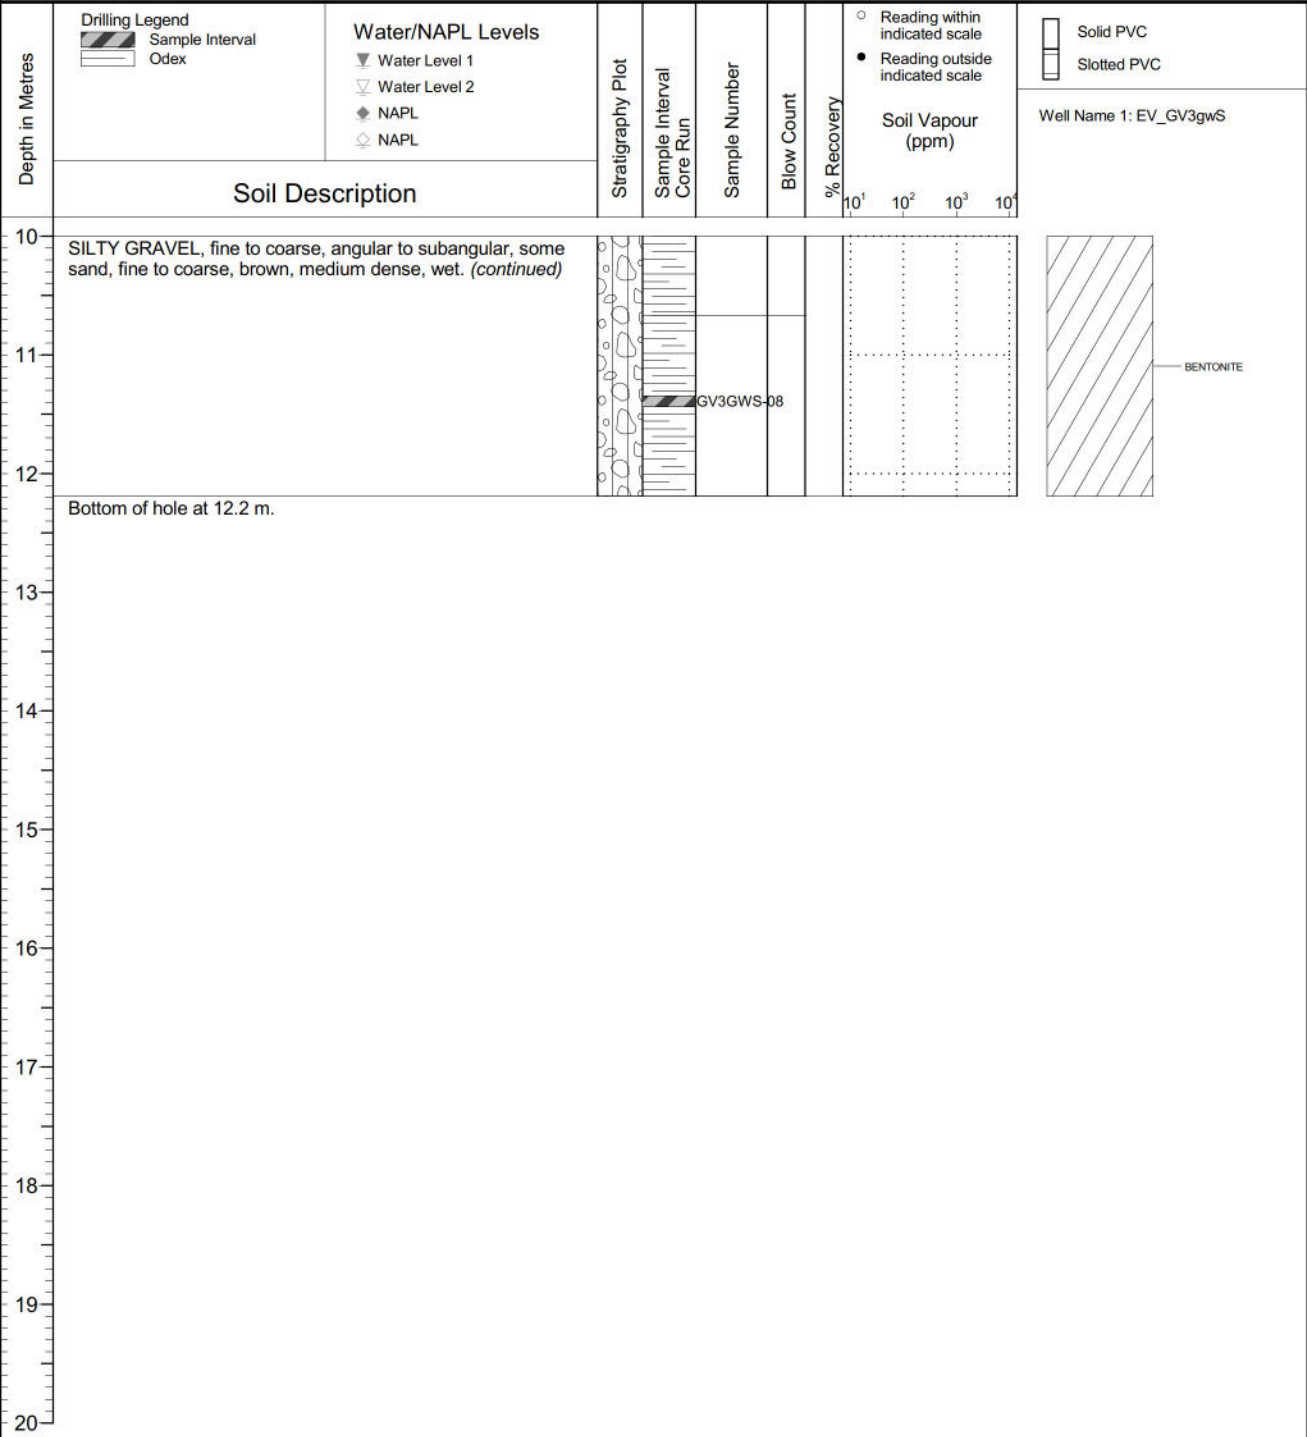 Depth in Metres
Drilling Legend
Sample Interval
Odex
Water/NAPL Levels
Water Level 1
Water Level 2
NAPL
NAPL
Soil Description
Stratigraphy Plot
Sample Interval
Core Run
Sample Number
Blow Count
% Recovery
Reading within
indicated scale
Reading outside
indicated scale
Soil Vapour
(ppm)
10¹ 10² 10³ 10⁴
Solid PVC
Slotted PVC
Well Name 1: EV_GV3gwS
10
SILTY GRAVEL, fine to coarse, angular to subangular, some
sand, fine to coarse, brown, medium dense, wet. (continued)
11
BENTONITE
GV3GWS-08
12
Bottom of hole at 12.2 m.
13
14
15
16
17
18
19
20